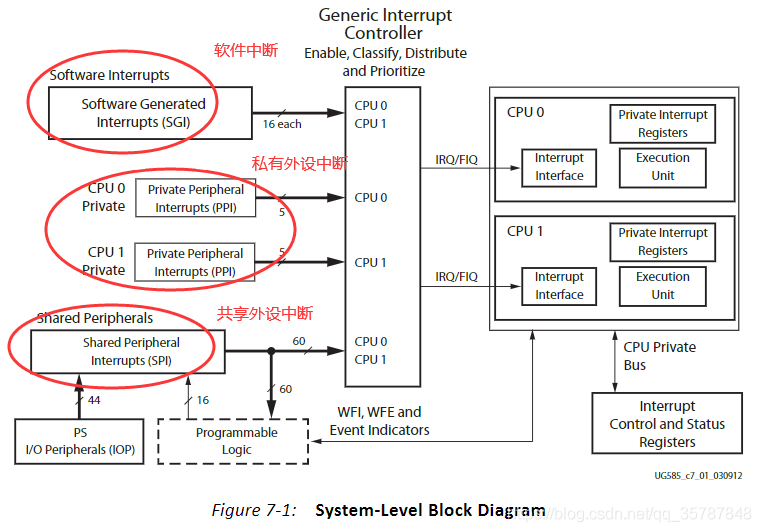 Generic Interrupt
Controller
Enable, Classify, Distribute
and Prioritize
软件中断
Software Interrupts
Software Generated
Interrupts (SGI)
16 each
CPU 0
CPU 1
私有外设中断
CPU 0
Private
Private Peripheral
Interrupts (PPI)
5
CPU 0
CPU 1
Private
Private Peripheral
Interrupts (PPI)
5
CPU 1
共享外设中断
Shared Peripherals
Shared Peripheral
Interrupts (SPI)
60
CPU 0
CPU 1
44
16
60
PS
I/O Peripherals (IOP)
Programmable
Logic
WFI, WFE and
Event Indicators
IRQ/FIQ
IRQ/FIQ
CPU 0
Private Interrupt
Registers
Interrupt
Interface
Execution
Unit
CPU 1
Private Interrupt
Registers
Interrupt
Interface
Execution
Unit
CPU Private
Bus
Interrupt
Control and Status
Registers
UG585_c7_01_030912
Figure 7-1: System-Level Block Diagram
https://blog.csdn.net/qq_35787848